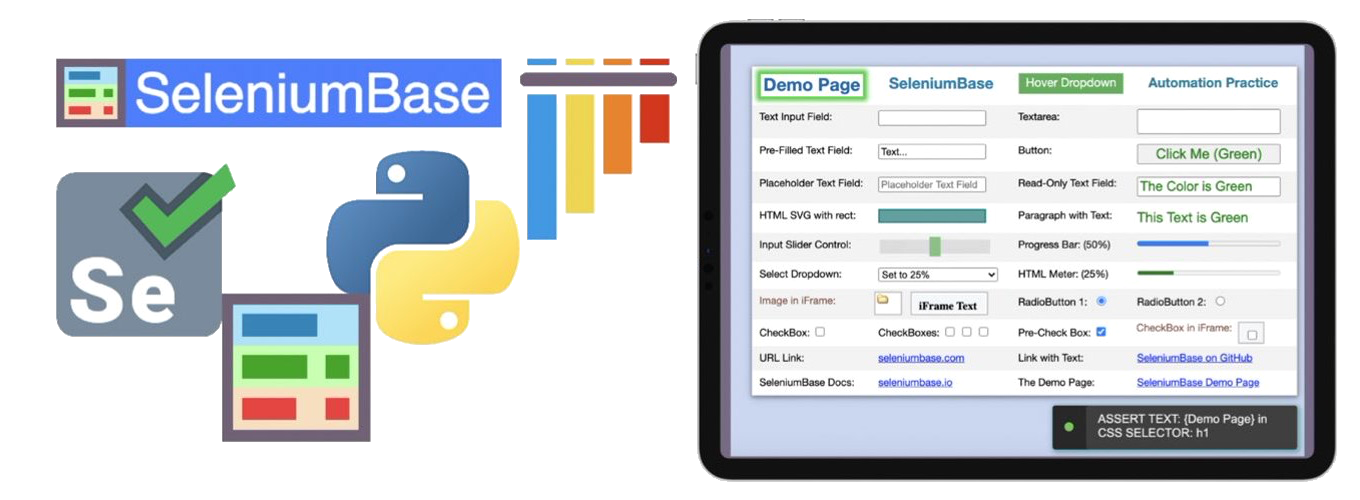 SeleniumBase
Se
Demo Page SeleniumBase Hover Dropdown Automation Practice
Text Input Field: Textarea:
Pre-Filled Text Field: Text... Button: Click Me (Green)
Placeholder Text Field: Placeholder Text Field Read-Only Text Field: The Color is Green
HTML SVG with rect: Paragraph with Text: This Text is Green
Input Slider Control: Progress Bar: (50%)
Select Dropdown: Set to 25% HTML Meter: (25%)
Image in iFrame: iFrame Text RadioButton 1: RadioButton 2:
CheckBox: CheckBoxes: Pre-Check Box: CheckBox in iFrame:
URL Link: seleniumbase.com Link with Text: SeleniumBase on GitHub
SeleniumBase Docs: seleniumbase.io The Demo Page: SeleniumBase Demo Page
ASSERT TEXT: {Demo Page} in
CSS SELECTOR: h1